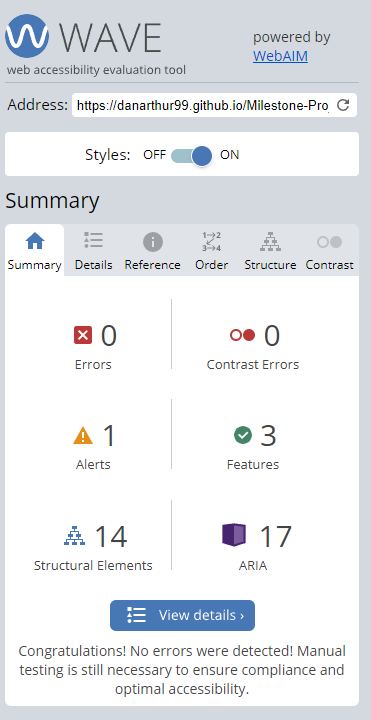 WAVE
web accessibility evaluation tool
powered by
WebAIM
Address: https://danarthur99.github.io/Milestone-Pro
Styles: OFF ON
Summary
Summary Details Reference Order Structure Contrast
0 0
Errors Contrast Errors
1 3
Alerts Features
14 17
Structural Elements ARIA
View details ›
Congratulations! No errors were detected! Manual
testing is still necessary to ensure compliance and
optimal accessibility.